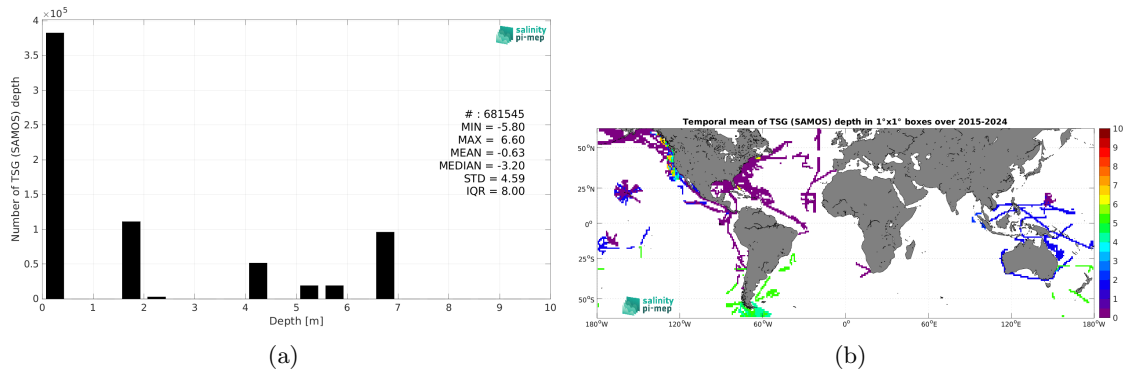 ×10⁵
4
3.5
3
2.5
2
1.5
1
0.5
0
Number of TSG (SAMOS) depth
salinity
pi-mep
# : 681545
MIN = -5.80
MAX = 6.60
MEAN = -0.63
MEDIAN = -3.20
STD = 4.59
IQR = 8.00
0 1 2 3 4 5 6 7 8 9 10
Depth [m]
(a)
Temporal mean of TSG (SAMOS) depth in 1°x1° boxes over 2015-2024
50°N
25°N
0°
25°S
50°S
salinity
pi-mep
180°W 120°W 60°W 0° 60°E 120°E 180°W
10
9
8
7
6
5
4
3
2
1
0
(b)